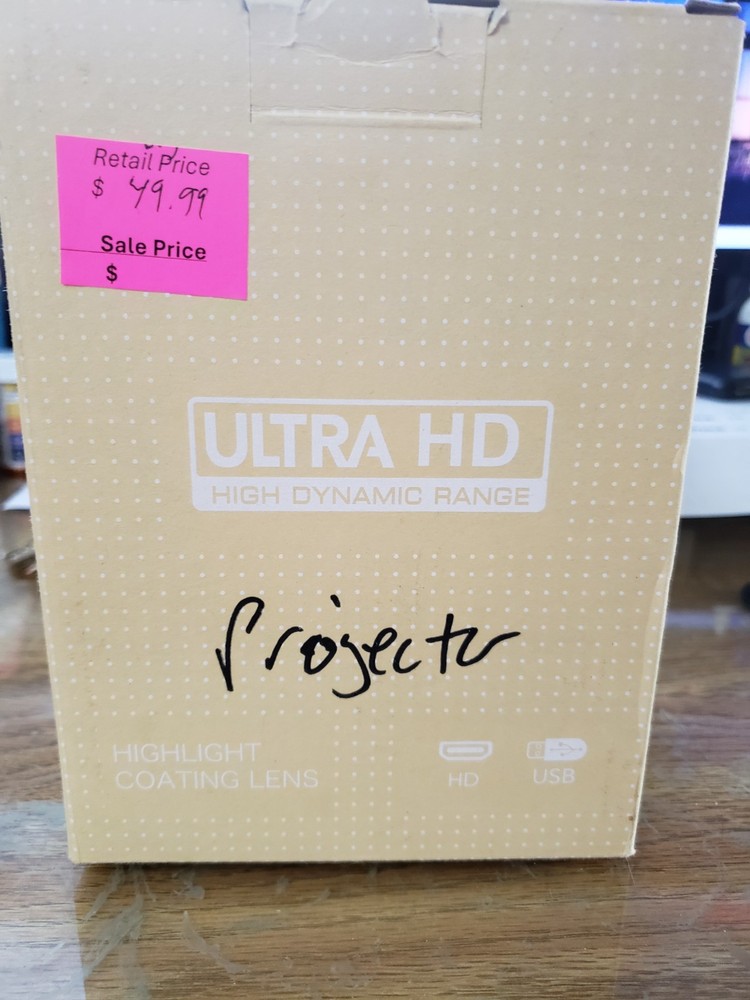 Retail Price
$ 49.99
Sale Price
$
ULTRA HD
HIGH DYNAMIC RANGE
Projector
HIGHLIGHT
COATING LENS
HD
USB